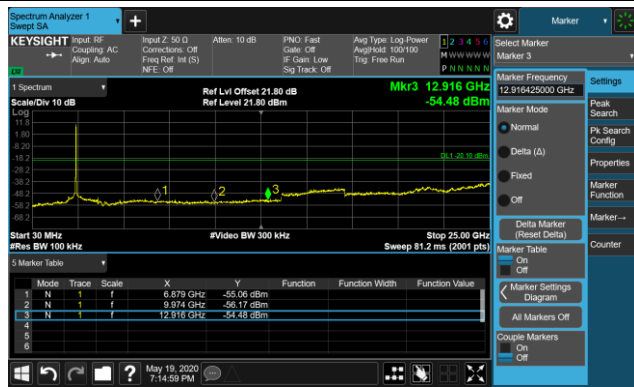 Spectrum Analyzer 1
Swept SA
Marker
KEYSIGHT Input: RF
Coupling: AC
Align: Auto
Input Z: 50 Ω
Corrections: Off
Freq Ref: Int (S)
NFE: Off
Atten: 10 dB
PNO: Fast
Gate: Off
IF Gain: Low
Sig Track: Off
Avg Type: Log-Power
Avg|Hold: 100/100
Trig: Free Run
1 2 3 4 5 6
M W W W W W
P N N N N N
Select Marker
Marker 3
1 Spectrum
Scale/Div 10 dB
Log
Ref Lvl Offset 21.80 dB
Ref Level 21.80 dBm
Mkr3 12.916 GHz
-54.48 dBm
11.8
1.80
-8.20
-18.2
-28.2
-38.2
-48.2
-58.2
-68.2
DL1 -20.10 dBm
1
2
3
Start 30 MHz
#Res BW 100 kHz
#Video BW 300 kHz
Stop 25.00 GHz
Sweep 81.2 ms (2001 pts)
5 Marker Table
Mode Trace Scale X Y Function Function Width Function Value
1 N 1 f 6.879 GHz -55.06 dBm
2 N 1 f 9.974 GHz -56.17 dBm
3 N 1 f 12.916 GHz -54.48 dBm
4
5
6
Marker Frequency
12.916425000 GHz
Marker Mode
Normal
Delta (Δ)
Fixed
Off
Delta Marker
(Reset Delta)
Marker Table
On
Off
Marker Settings
Diagram
All Markers Off
Couple Markers
On
Off
Settings
Peak
Search
Pk Search
Config
Properties
Marker
Function
Marker→
Counter
May 19, 2020
7:14:59 PM